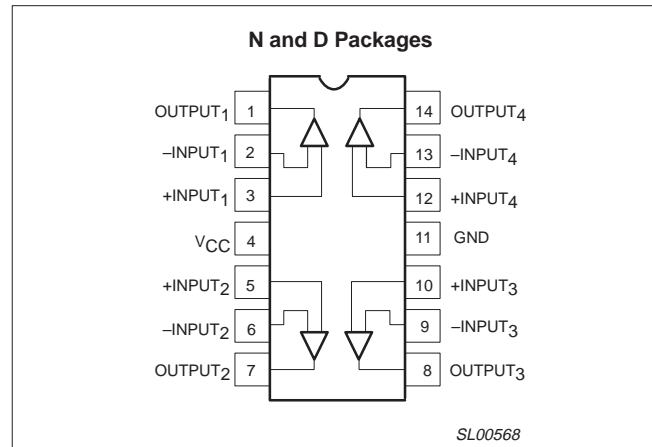 N and D Packages
OUTPUT1 1 14 OUTPUT4
–INPUT1 2 13 –INPUT4
+INPUT1 3 12 +INPUT4
VCC 4 11 GND
+INPUT2 5 10 +INPUT3
–INPUT2 6 9 –INPUT3
OUTPUT2 7 8 OUTPUT3
SL00568